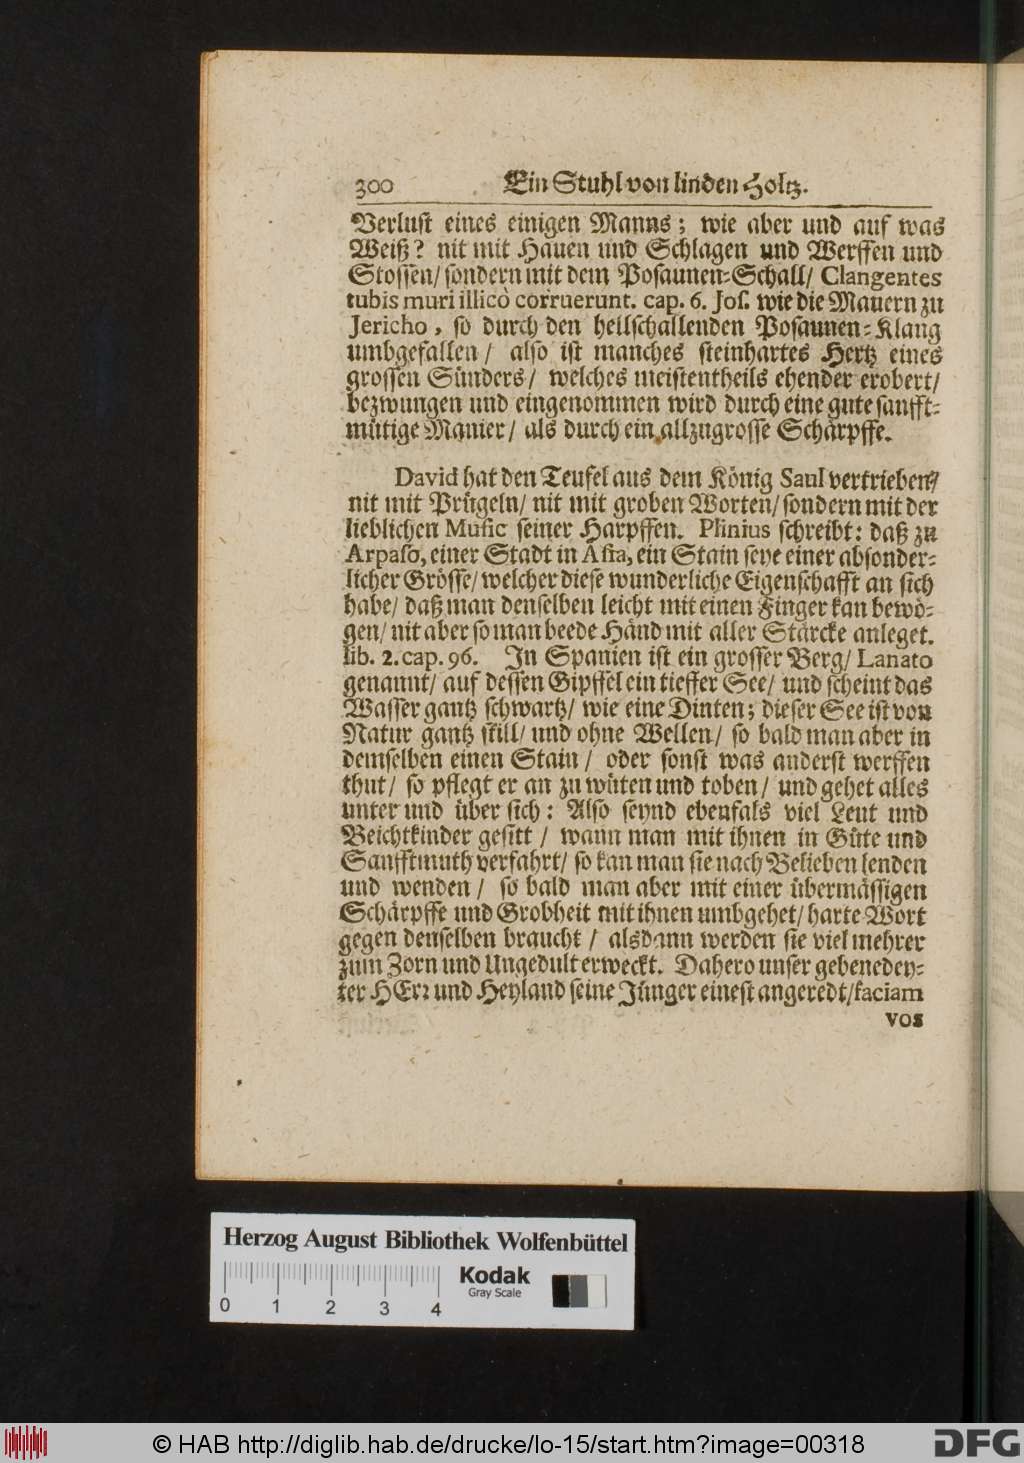 300 Ein Stuhl von linden Holtz.
Verlust eines einigen Manns; wie aber und auf was
Weiß? nit mit Hauen und Schlagen und Werffen und
Stossen/ sondern mit dem Posaunen-Schall/ Clangentes
tubis muri illicò corruerunt. cap. 6. Jos. wie die Mauern zu
Jericho, so durch den hellschallenden Posaunen-Klang
umbgefallen/ also ist manches steinhartes Hertz eines
grossen Sünders/ welches meistentheils ehender erobert/
bezwungen und eingenommen wird durch eine gute sanfft-
mütige Manier/ als durch ein allzugrosse Schärpffe.
David hat den Teufel aus dem König Saul vertrieben/
nit mit Prügeln/ nit mit groben Worten/ sondern mit der
lieblichen Music seiner Harpffen. Plinius schreibt: daß zu
Arpaso, einer Stadt in Asia, ein Stain seye einer absonder-
licher Grösse/ welcher diese wunderliche Eigenschafft an sich
habe/ daß man denselben leicht mit einen Finger kan bewö-
gen/ nit aber so man beede Händ mit aller Stärcke anleget.
lib. 2. cap. 96. In Spanien ist ein grosser Berg/ Lanato
genannt/ auf dessen Gipffel ein tieffer See/ und scheint das
Wasser gantz schwartz/ wie eine Dinten; dieser See ist von
Natur gantz still/ und ohne Wellen/ so bald man aber in
demselben einen Stain/ oder sonst was anderst werffen
thut/ so pflegt er an zu wüten und toben/ und gehet alles
unter und über sich: Also seynd ebenfals viel Leut und
Beichtkinder gesitt/ wann man mit ihnen in Güte und
Sanfftmuth verfahrt/ so kan man sie nach Belieben lenden
und wenden/ so bald man aber mit einer übermässigen
Schärpffe und Grobheit mit ihnen umbgehet/ harte Wort
gegen denselben braucht/ alsdann werden sie viel mehrer
zum Zorn und Ungedult erweckt. Dahero unser gebenedey-
ter HErr und Heyland seine Jünger einest angeredt/ faciam
vos
Herzog August Bibliothek Wolfenbüttel
Kodak
Gray Scale
0 1 2 3 4
© HAB http://diglib.hab.de/drucke/lo-15/start.htm?image=00318
DFG